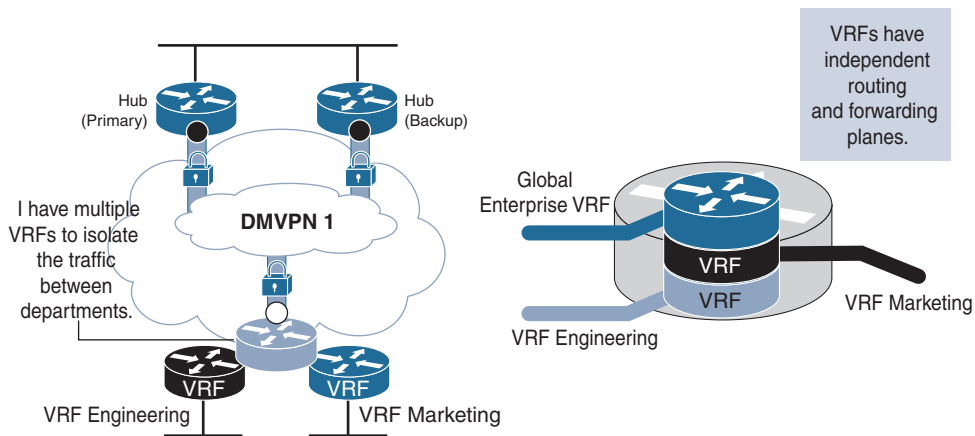 Hub
(Primary)
Hub
(Backup)
I have multiple
VRFs to isolate
the traffic
between
departments.
DMVPN 1
VRF
VRF
VRF Engineering
VRF Marketing
VRFs have
independent
routing
and forwarding
planes.
Global
Enterprise VRF
VRF
VRF
VRF Marketing
VRF Engineering